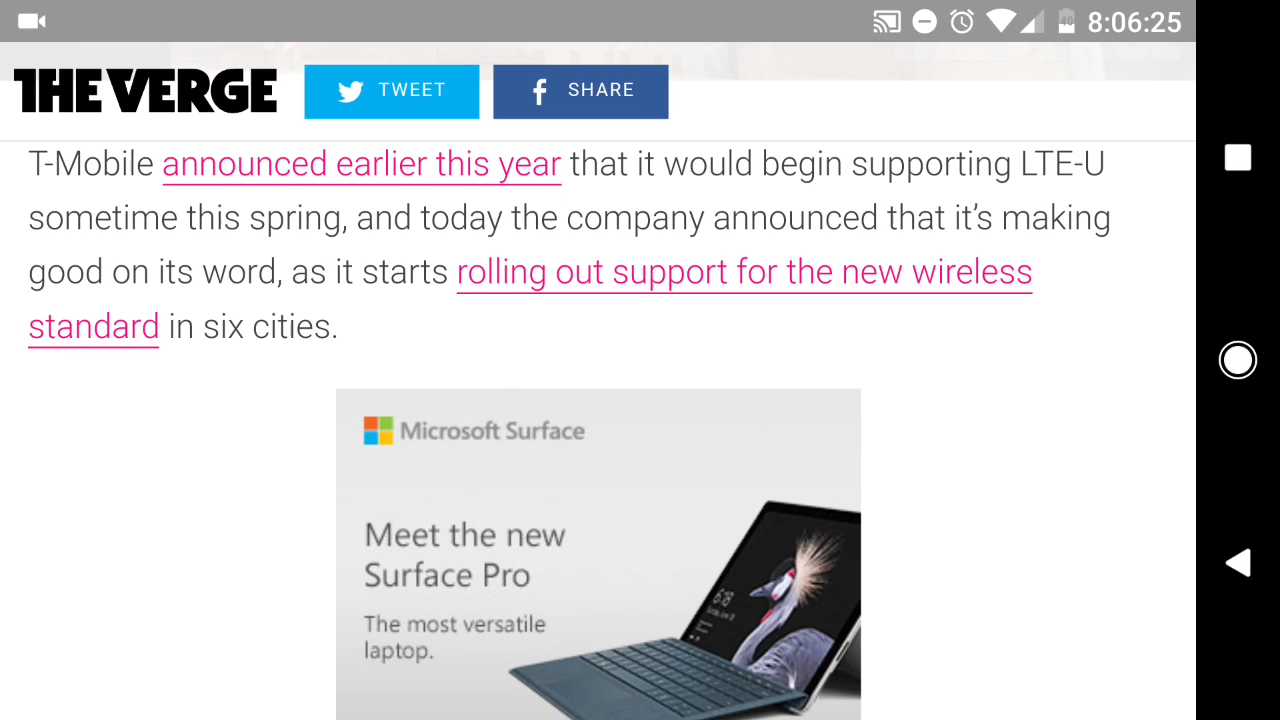 40 8:06:25
THE VERGE TWEET SHARE
T-Mobile announced earlier this year that it would begin supporting LTE-U
sometime this spring, and today the company announced that it’s making
good on its word, as it starts rolling out support for the new wireless
standard in six cities.
Microsoft Surface
Meet the new
Surface Pro
The most versatile
laptop.
6:18